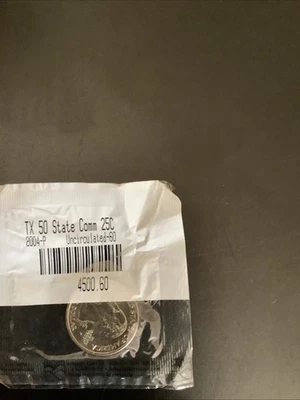 TX 50 State Comm 25C
2004-P Uncirculated-60
4500.60